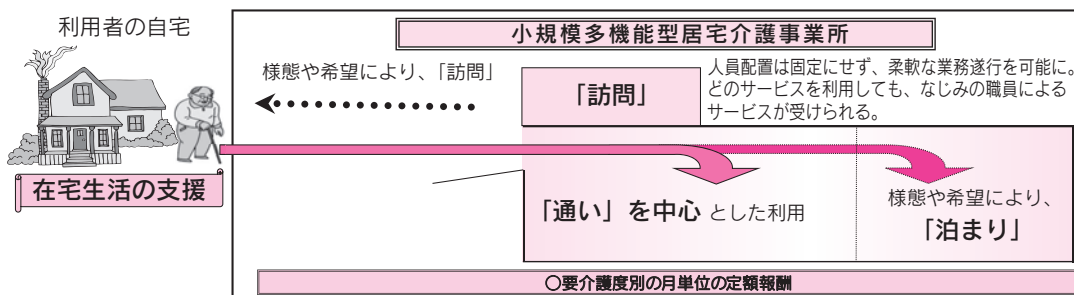 利用者の自宅
小規模多機能型居宅介護事業所
様態や希望により、「訪問」
「訪問」
人員配置は固定にせず、柔軟な業務遂行を可能に。
どのサービスを利用しても、なじみの職員による
サービスが受けられる。
在宅生活の支援
「通い」を中心 とした利用
様態や希望により、
「泊まり」
○要介護度別の月単位の定額報酬